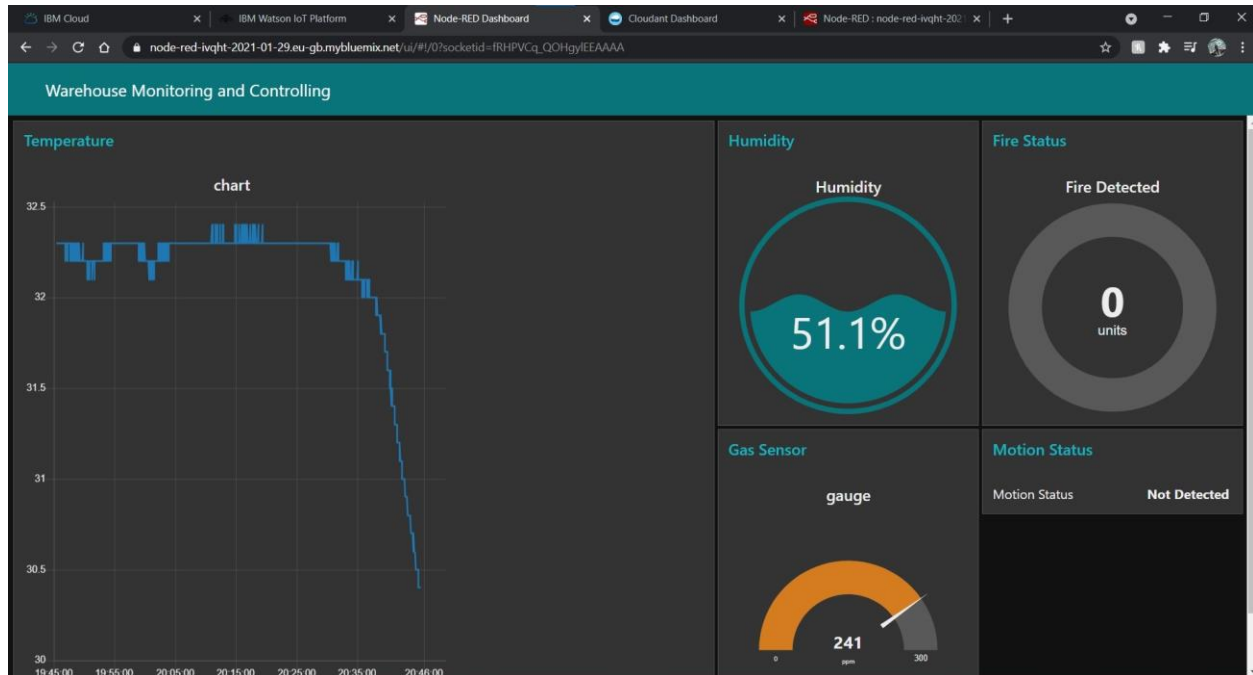 IBM Cloud
IBM Watson IoT Platform
Node-RED Dashboard
Cloudant Dashboard
Node-RED : node-red-ivqht-202
node-red-ivqht-2021-01-29.eu-gb.mybluemix.net/ui/#!/0?socketid=fRHPVCq_QOHgylEEAAAA
Warehouse Monitoring and Controlling
Temperature
chart
32.5
32
31.5
31
30.5
30
19:45:00 19:55:00 20:05:00 20:15:00 20:25:00 20:35:00 20:46:00
Humidity
Humidity
51.1%
Fire Status
Fire Detected
0
units
Gas Sensor
gauge
241
ppm
0 300
Motion Status
Motion Status Not Detected